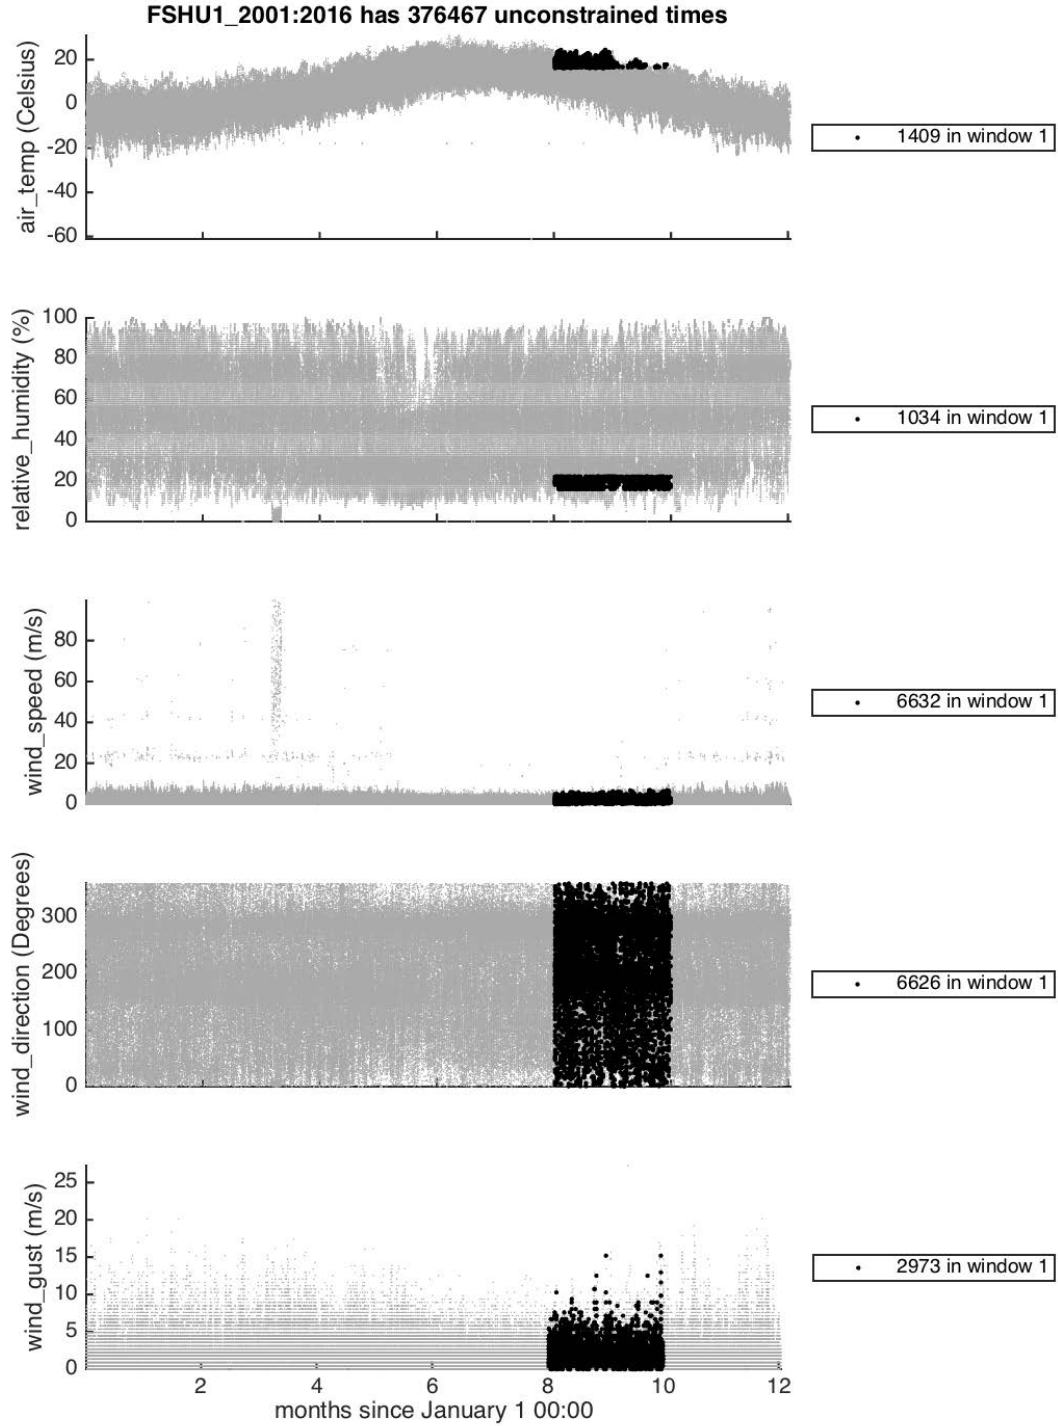 FSHU1_2001:2016 has 376467 unconstrained times
20
0
-20
-40
-60
air_temp (Celsius)
1409 in window 1
100
80
60
40
20
0
relative_humidity (%)
1034 in window 1
80
60
40
20
0
wind_speed (m/s)
6632 in window 1
300
200
100
0
wind_direction (Degrees)
6626 in window 1
25
20
15
10
5
0
wind_gust (m/s)
2973 in window 1
2 4 6 8 10 12
months since January 1 00:00